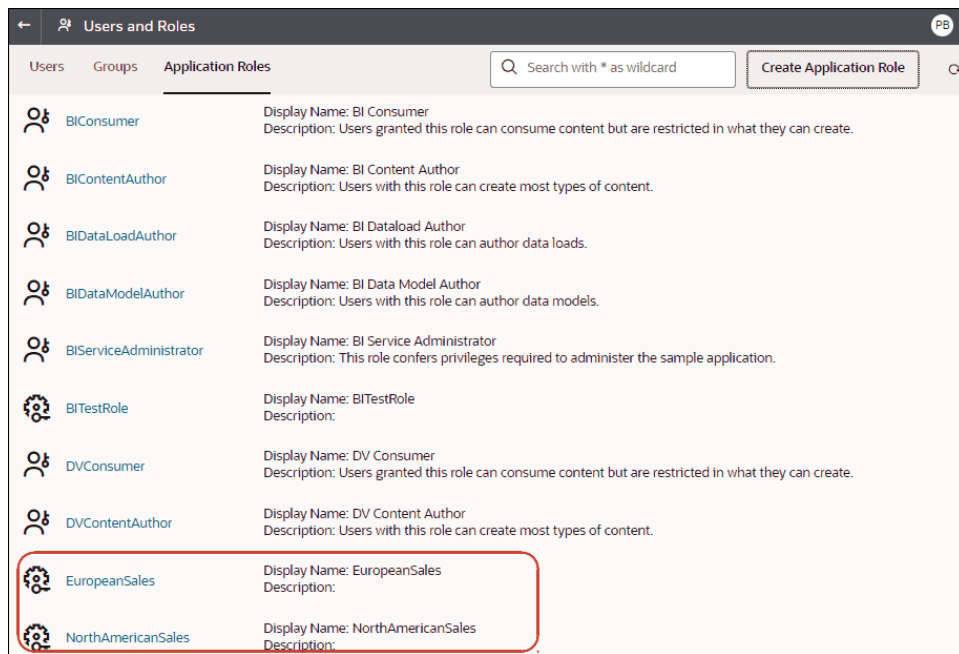 Users and Roles
PB
Users Groups Application Roles
Search with * as wildcard
Create Application Role
BIConsumer
Display Name: BI Consumer
Description: Users granted this role can consume content but are restricted in what they can create.
BIContentAuthor
Display Name: BI Content Author
Description: Users with this role can create most types of content.
BIDataLoadAuthor
Display Name: BI Dataload Author
Description: Users with this role can author data loads.
BIDataModelAuthor
Display Name: BI Data Model Author
Description: Users with this role can author data models.
BIServiceAdministrator
Display Name: BI Service Administrator
Description: This role confers privileges required to administer the sample application.
BITestRole
Display Name: BITestRole
Description:
DVConsumer
Display Name: DV Consumer
Description: Users granted this role can consume content but are restricted in what they can create.
DVContentAuthor
Display Name: DV Content Author
Description: Users with this role can create most types of content.
EuropeanSales
Display Name: EuropeanSales
Description:
NorthAmericanSales
Display Name: NorthAmericanSales
Description: